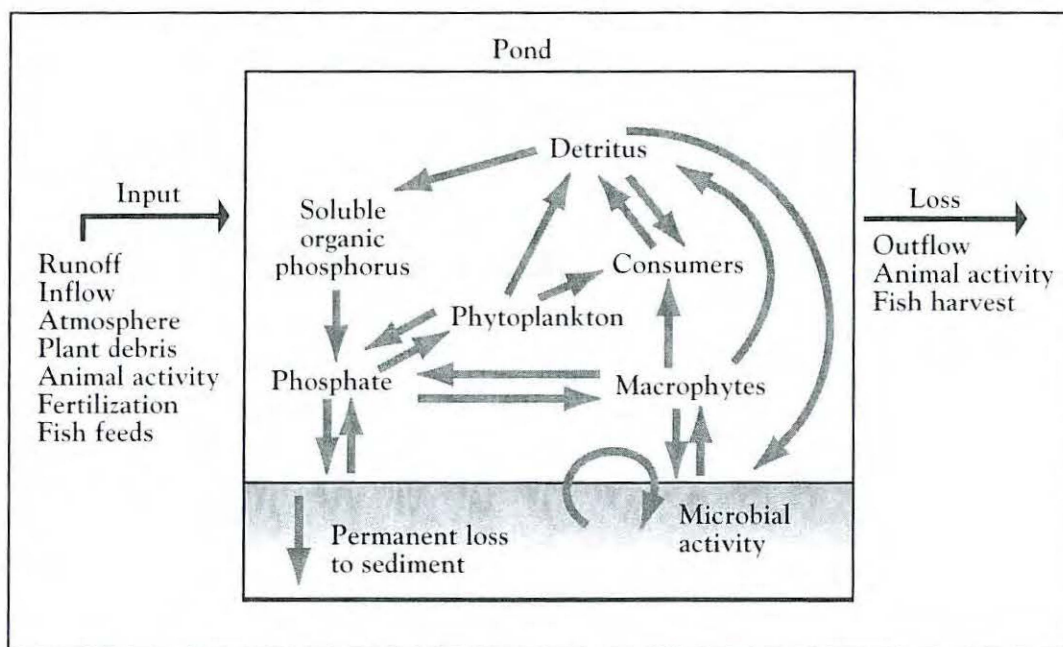 Pond
Input
Runoff
Inflow
Atmosphere
Plant debris
Animal activity
Fertilization
Fish feeds
Detritus
Soluble
organic
phosphorus
Consumers
Phytoplankton
Phosphate
Macrophytes
Microbial
activity
Permanent loss
to sediment
Loss
Outflow
Animal activity
Fish harvest